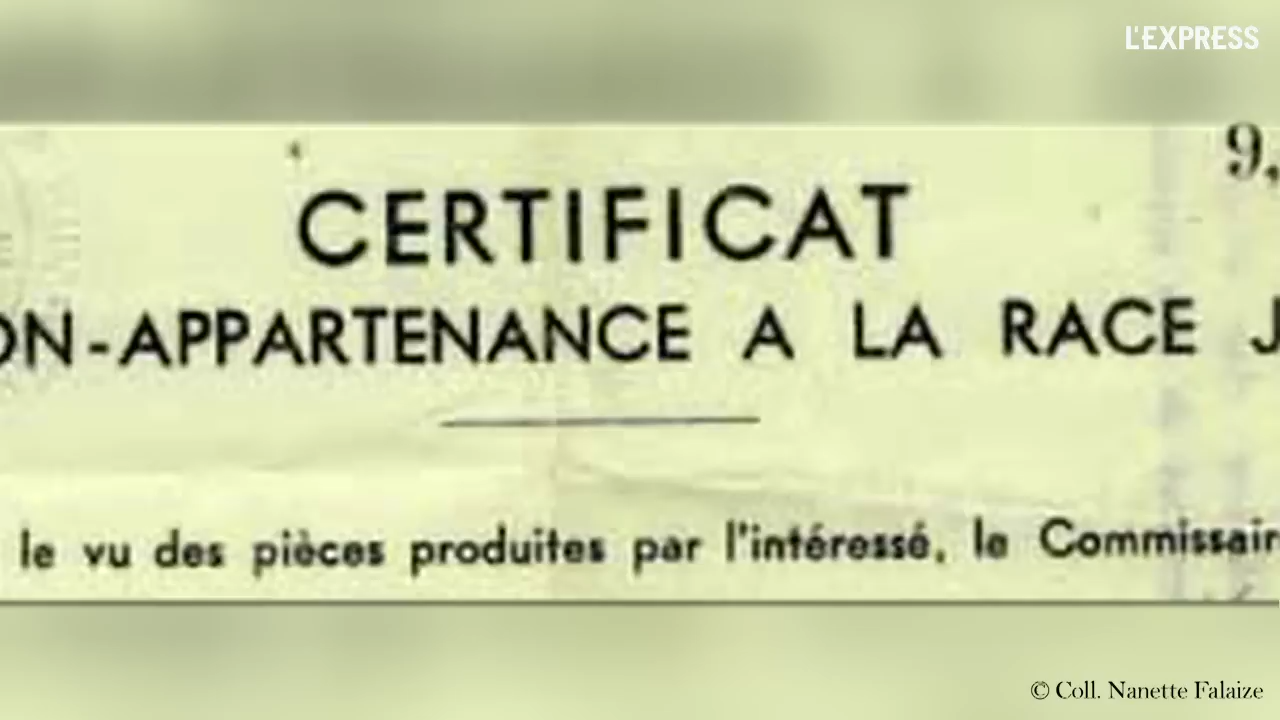 L'EXPRESS
9.
CERTIFICAT
ON-APPARTENANCE A LA RACE J
le vu des pièces produites par l'intéressé, le Commissair
© Coll. Nanette Falaize